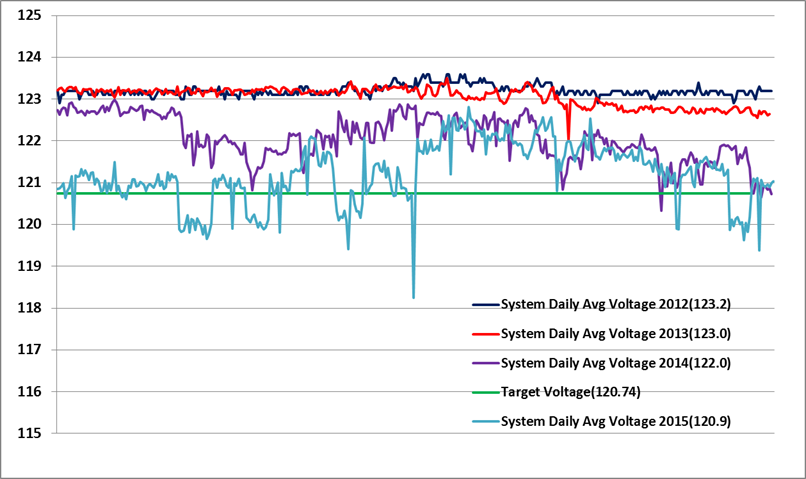 125
124
123
122
121
120
119
118
117
116
115
System Daily Avg Voltage 2012(123.2)
System Daily Avg Voltage 2013(123.0)
System Daily Avg Voltage 2014(122.0)
Target Voltage(120.74)
System Daily Avg Voltage 2015(120.9)